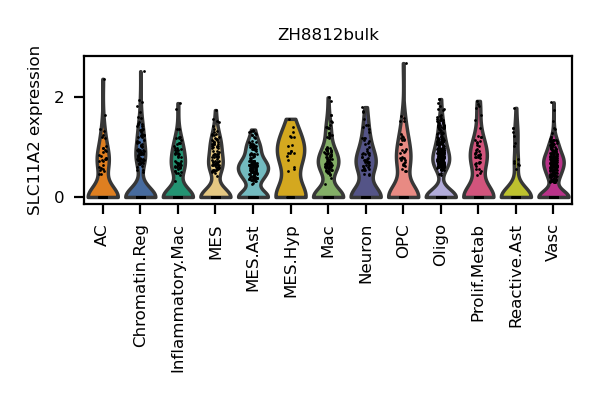 ZH8812bulk
SLC11A2 expression
2
0
AC
Chromatin.Reg
Inflammatory.Mac
MES
MES.Ast
MES.Hyp
Mac
Neuron
OPC
Oligo
Prolif.Metab
Reactive.Ast
Vasc